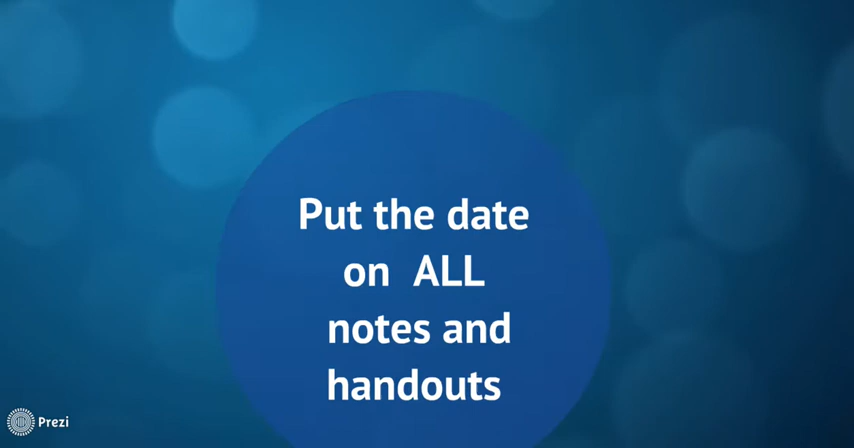 Put the date
on ALL
notes and
handouts
Prezi